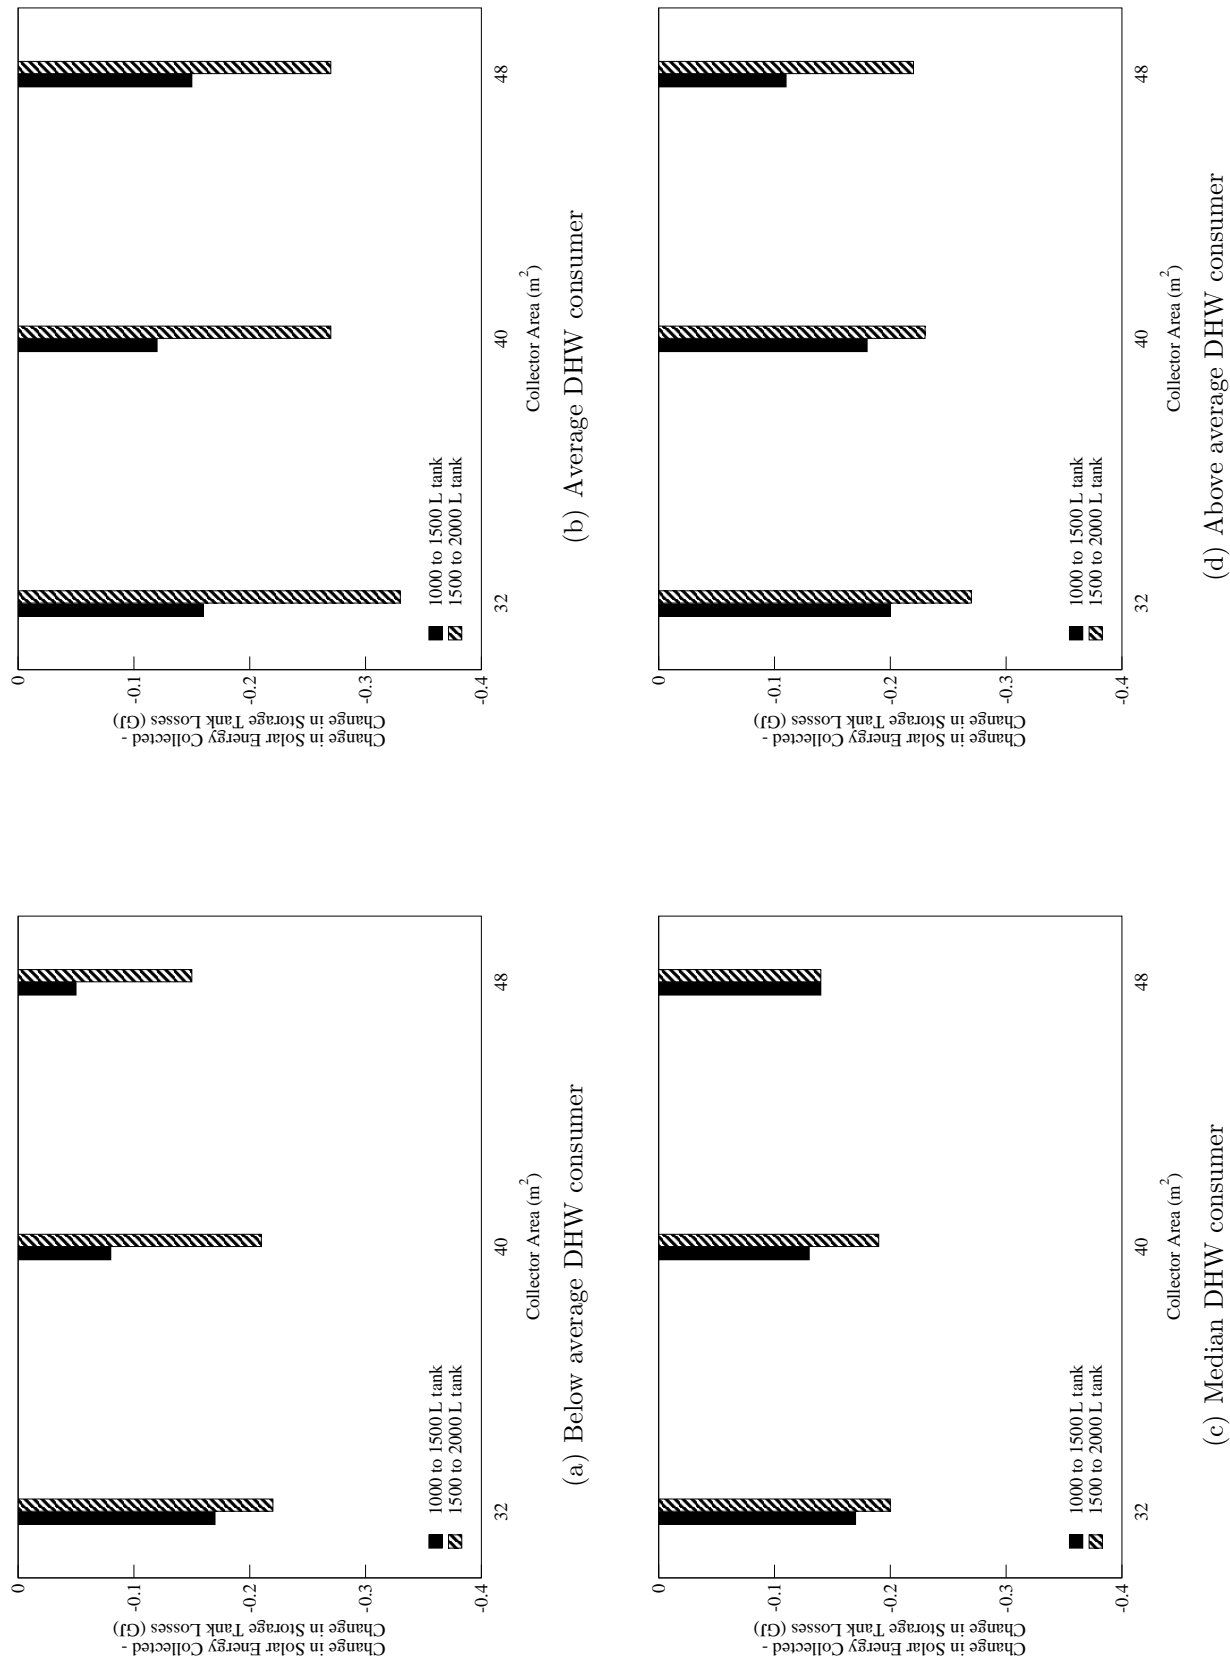 0
-0.1
-0.2
-0.3
-0.4
Change in Solar Energy Collected -
Change in Storage Tank Losses (GJ)
32
40
48
Collector Area (m²)
1000 to 1500 L tank
1500 to 2000 L tank
(a) Below average DHW consumer
0
-0.1
-0.2
-0.3
-0.4
Change in Solar Energy Collected -
Change in Storage Tank Losses (GJ)
32
40
48
Collector Area (m²)
1000 to 1500 L tank
1500 to 2000 L tank
(b) Average DHW consumer
0
-0.1
-0.2
-0.3
-0.4
Change in Solar Energy Collected -
Change in Storage Tank Losses (GJ)
32
40
48
Collector Area (m²)
1000 to 1500 L tank
1500 to 2000 L tank
(c) Median DHW consumer
0
-0.1
-0.2
-0.3
-0.4
Change in Solar Energy Collected -
Change in Storage Tank Losses (GJ)
32
40
48
Collector Area (m²)
1000 to 1500 L tank
1500 to 2000 L tank
(d) Above average DHW consumer